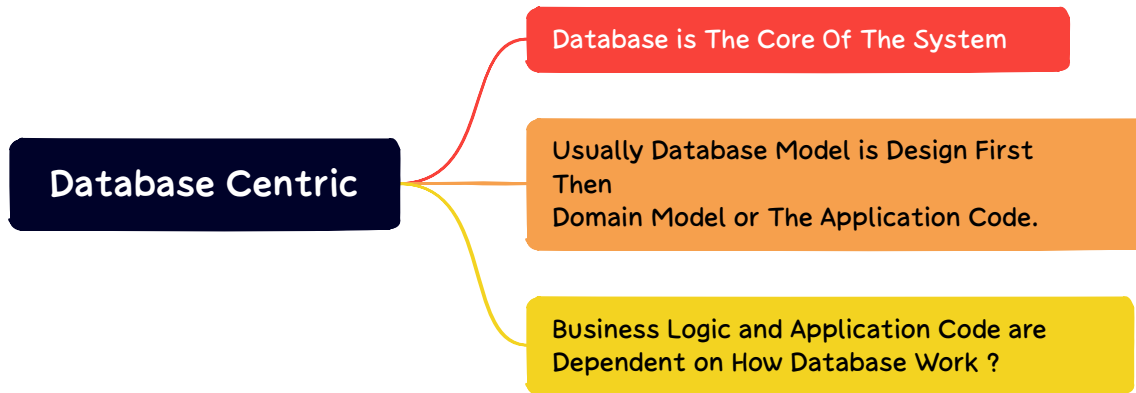 Database Centric
Database is The Core Of The System
Usually Database Model is Design First
Then
Domain Model or The Application Code.
Business Logic and Application Code are
Dependent on How Database Work ?